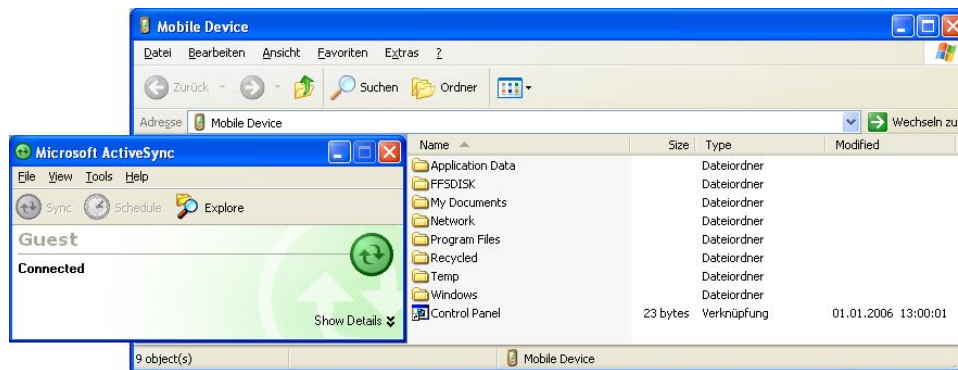 Mobile Device
Datei Bearbeiten Ansicht Favoriten Extras ?
Zurück Suchen Ordner
Adresse Mobile Device Wechseln zu
Name Size Type Modified
Application Data Dateiordner
FFSDISK Dateiordner
My Documents Dateiordner
Network Dateiordner
Program Files Dateiordner
Recycled Dateiordner
Temp Dateiordner
Windows Dateiordner
Control Panel 23 bytes Verknüpfung 01.01.2006 13:00:01
9 object(s) Mobile Device
Microsoft ActiveSync
File View Tools Help
Sync Schedule Explore
Guest
Connected
Show Details